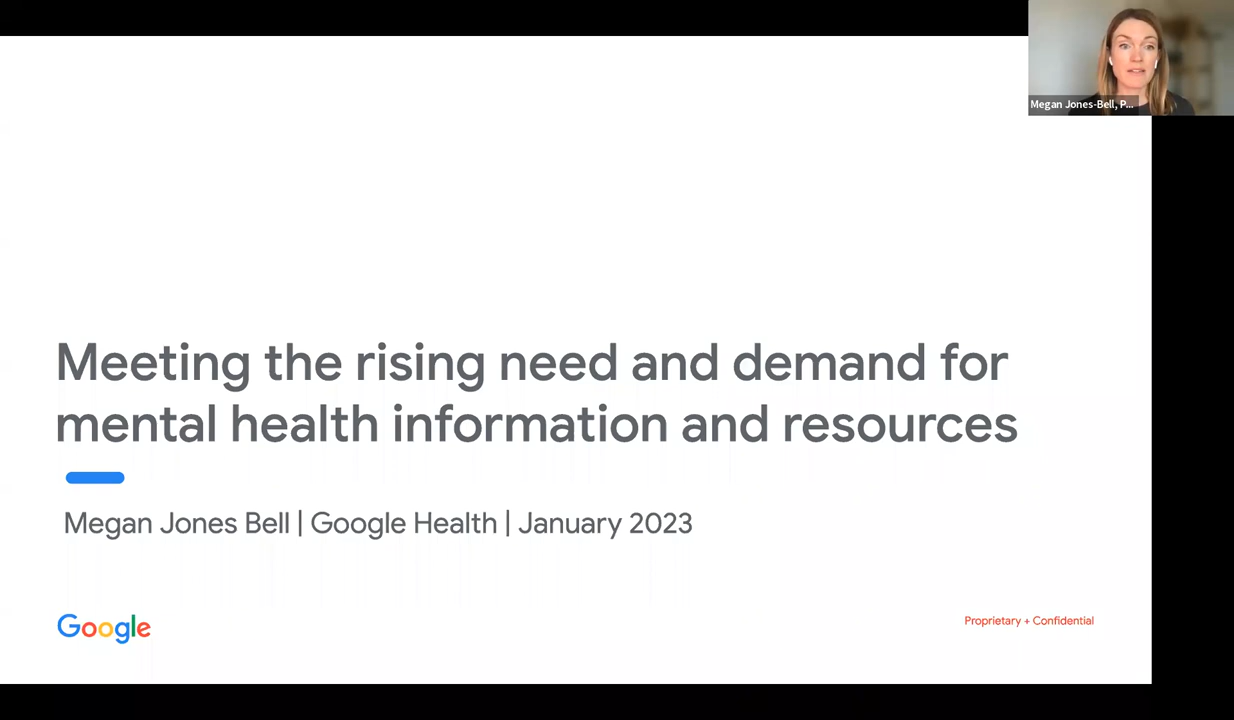 Megan Jones-Bell, P...
Meeting the rising need and demand for
mental health information and resources
Megan Jones Bell | Google Health | January 2023
Google
Proprietary + Confidential